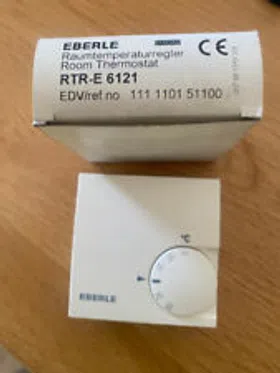 EBERLE
Raumtemperaturregler
Room Thermostat
RTR-E 6121
EDV/ref no 111 1101 51100
CE
°C
EBERLE